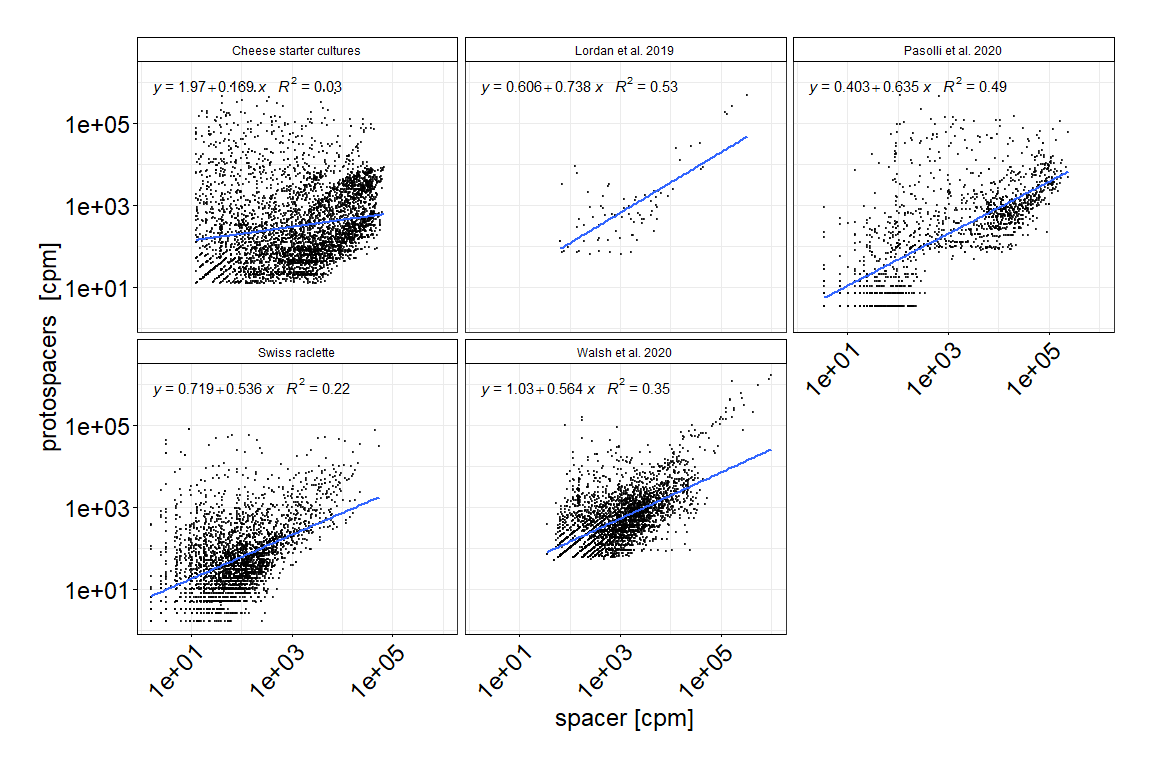 Cheese starter cultures
Lordan et al. 2019
Pasolli et al. 2020
y = 1.97 + 0.169 x R² = 0.03
y = 0.606 + 0.738 x R² = 0.53
y = 0.403 + 0.635 x R² = 0.49
1e+05
1e+03
1e+01
1e+01
1e+03
1e+05
Swiss raclette
Walsh et al. 2020
y = 0.719 + 0.536 x R² = 0.22
y = 1.03 + 0.564 x R² = 0.35
1e+05
1e+03
1e+01
1e+01
1e+03
1e+05
1e+01
1e+03
1e+05
protospacers [cpm]
spacer [cpm]